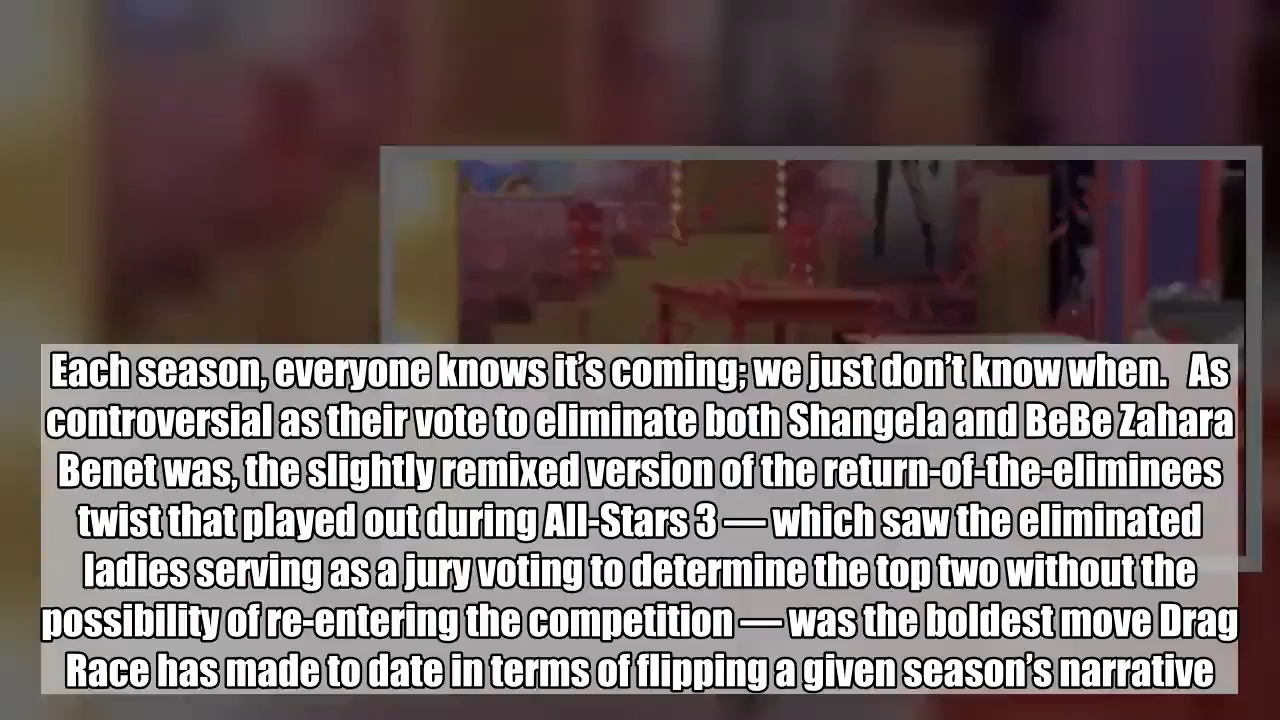 Each season, everyone knows it’s coming; we just don’t know when.   As
controversial as their vote to eliminate both Shangela and BeBe Zahara
Benet was, the slightly remixed version of the return-of-the-eliminees
twist that played out during All-Stars 3 — which saw the eliminated
ladies serving as a jury voting to determine the top two without the
possibility of re-entering the competition — was the boldest move Drag
Race has made to date in terms of flipping a given season’s narrative